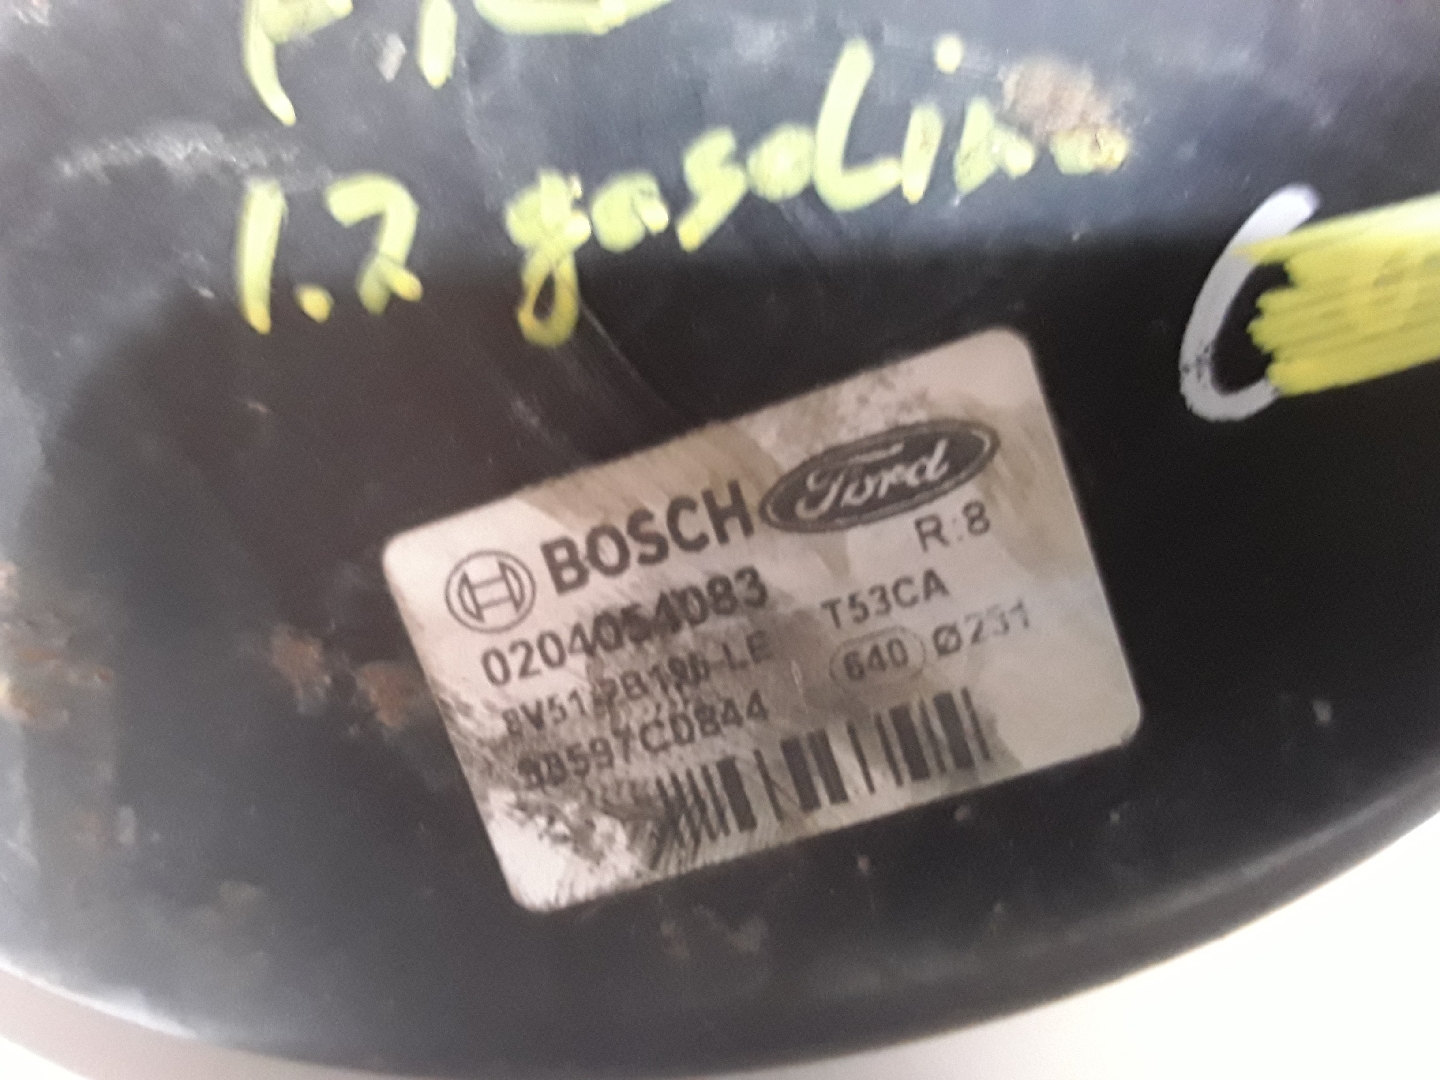 1.2 gasolina
BOSCH Ford
R:8
0204054083 T53CA
8V51-2B195-LE 640 Ø231